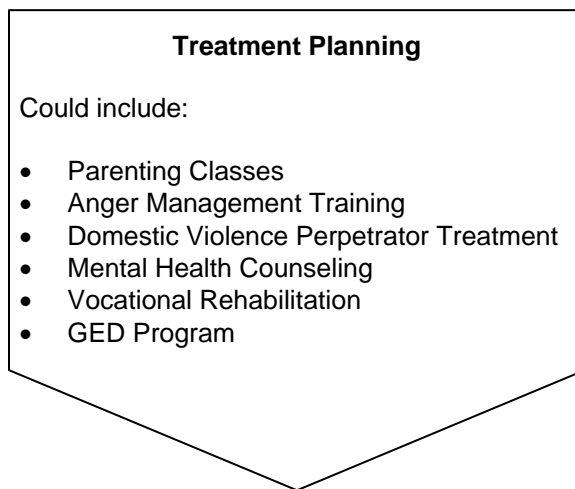 Treatment Planning
Could include:
• Parenting Classes
• Anger Management Training
• Domestic Violence Perpetrator Treatment
• Mental Health Counseling
• Vocational Rehabilitation
• GED Program